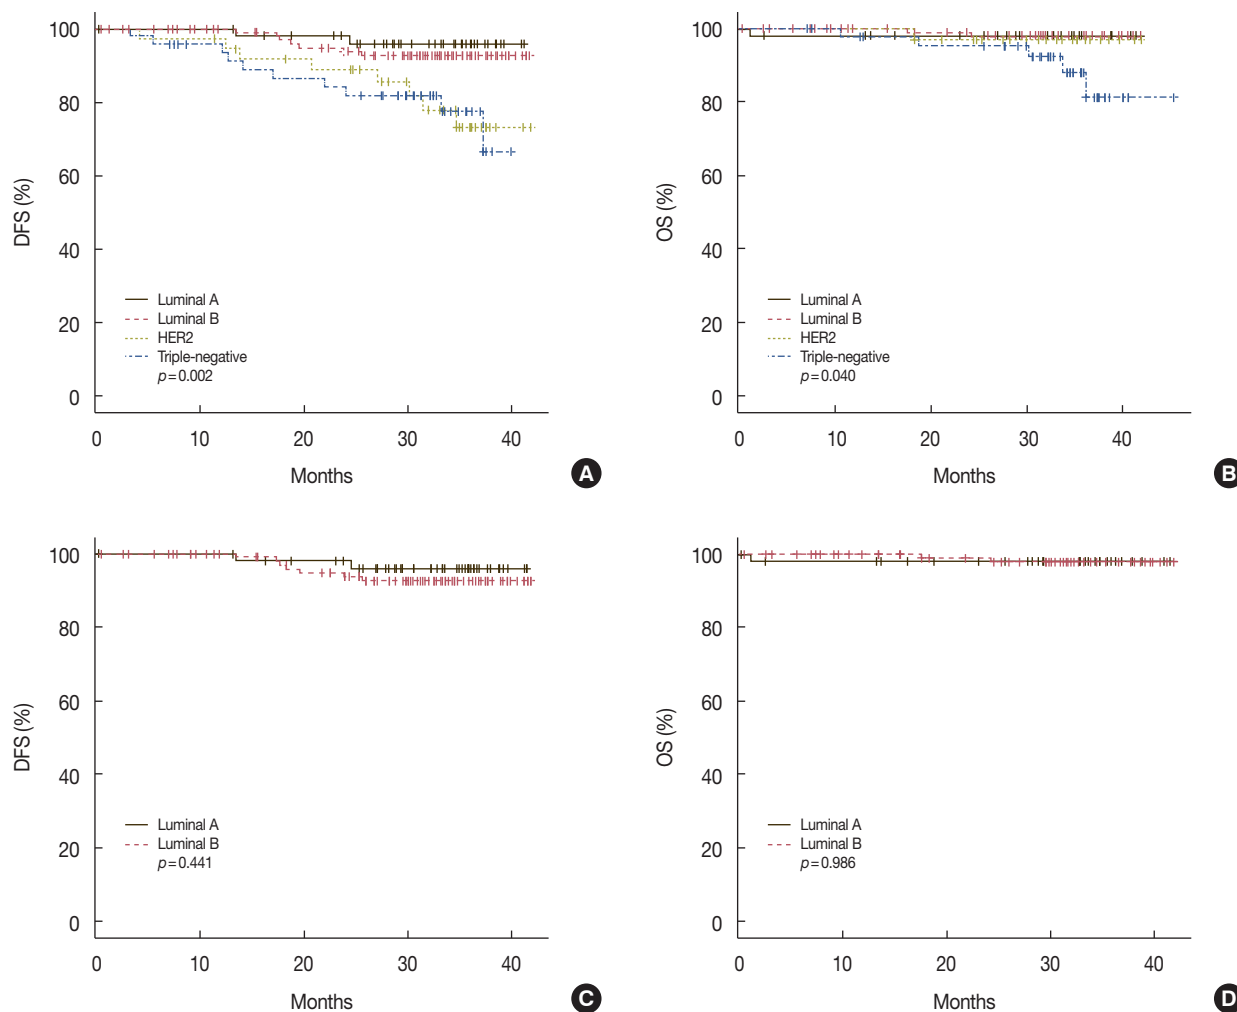 100
80
60
40
20
0
DFS (%)
Luminal A
Luminal B
HER2
Triple-negative
p=0.002
0 10 20 30 40
Months
A
100
80
60
40
20
0
OS (%)
Luminal A
Luminal B
HER2
Triple-negative
p=0.040
0 10 20 30 40
Months
B
100
80
60
40
20
0
DFS (%)
Luminal A
Luminal B
p=0.441
0 10 20 30 40
Months
C
100
80
60
40
20
0
OS (%)
Luminal A
Luminal B
p=0.986
0 10 20 30 40
Months
D